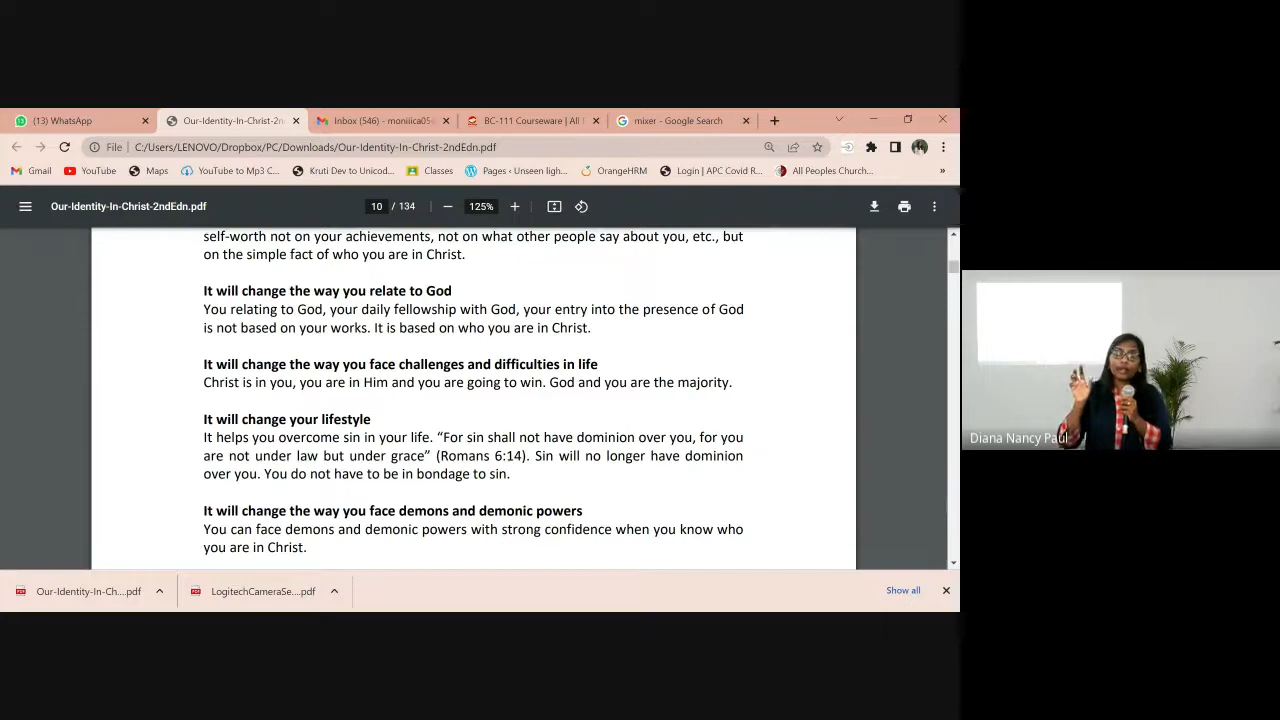 (13) WhatsApp
Our-Identity-In-Christ-2n
Inbox (546) - moniiica05
BC-111 Courseware | All
mixer - Google Search
File | C:/Users/LENOVO/Dropbox/PC/Downloads/Our-Identity-In-Christ-2ndEdn.pdf
Gmail
YouTube
Maps
YouTube to Mp3 C...
Kruti Dev to Unicod...
Classes
Pages ‹ Unseen ligh...
OrangeHRM
Login | APC Covid R...
All Peoples Church...
»
Our-Identity-In-Christ-2ndEdn.pdf
10 / 134
125%
self-worth not on your achievements, not on what other people say about you, etc., but
on the simple fact of who you are in Christ.
It will change the way you relate to God
You relating to God, your daily fellowship with God, your entry into the presence of God
is not based on your works. It is based on who you are in Christ.
It will change the way you face challenges and difficulties in life
Christ is in you, you are in Him and you are going to win. God and you are the majority.
It will change your lifestyle
It helps you overcome sin in your life. “For sin shall not have dominion over you, for you
are not under law but under grace” (Romans 6:14). Sin will no longer have dominion
over you. You do not have to be in bondage to sin.
It will change the way you face demons and demonic powers
You can face demons and demonic powers with strong confidence when you know who
you are in Christ.
Diana Nancy Paul
Our-Identity-In-Ch....pdf
LogitechCameraSe....pdf
Show all